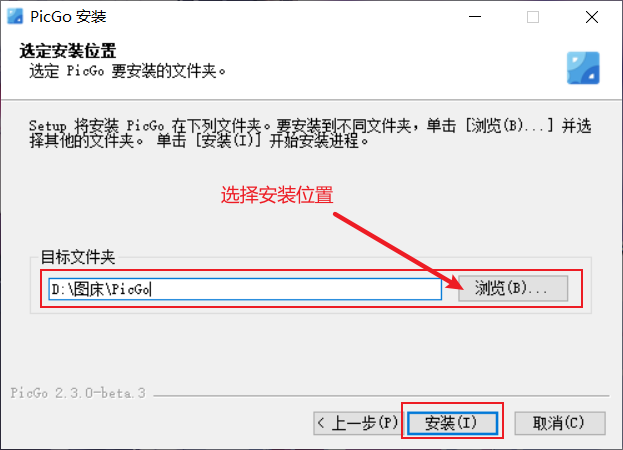 PicGo 安装
选定安装位置
选定 PicGo 要安装的文件夹。
Setup 将安装 PicGo 在下列文件夹。要安装到不同文件夹，单击 [浏览(B)...] 并选
择其他的文件夹。 单击 [安装(I)] 开始安装进程。
选择安装位置
目标文件夹
D:\图床\PicGo
浏览(B)...
PicGo 2.3.0-beta.3
< 上一步(P)
安装(I)
取消(C)